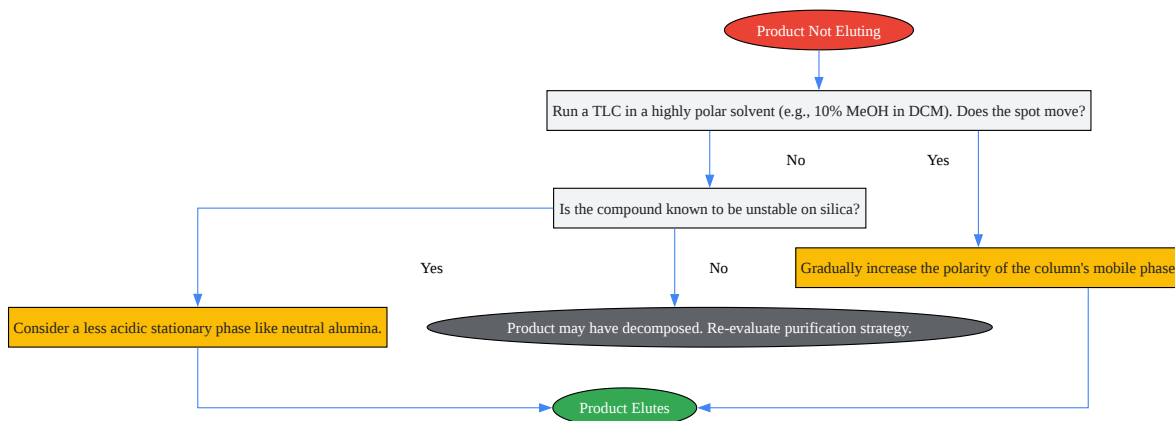 Product Not Eluting
Run a TLC in a highly polar solvent (e.g., 10% MeOH in DCM). Does the spot move?
No
Yes
Is the compound known to be unstable on silica?
Yes
No
Gradually increase the polarity of the column's mobile phase
Consider a less acidic stationary phase like neutral alumina.
Product may have decomposed. Re-evaluate purification strategy.
Product Elutes